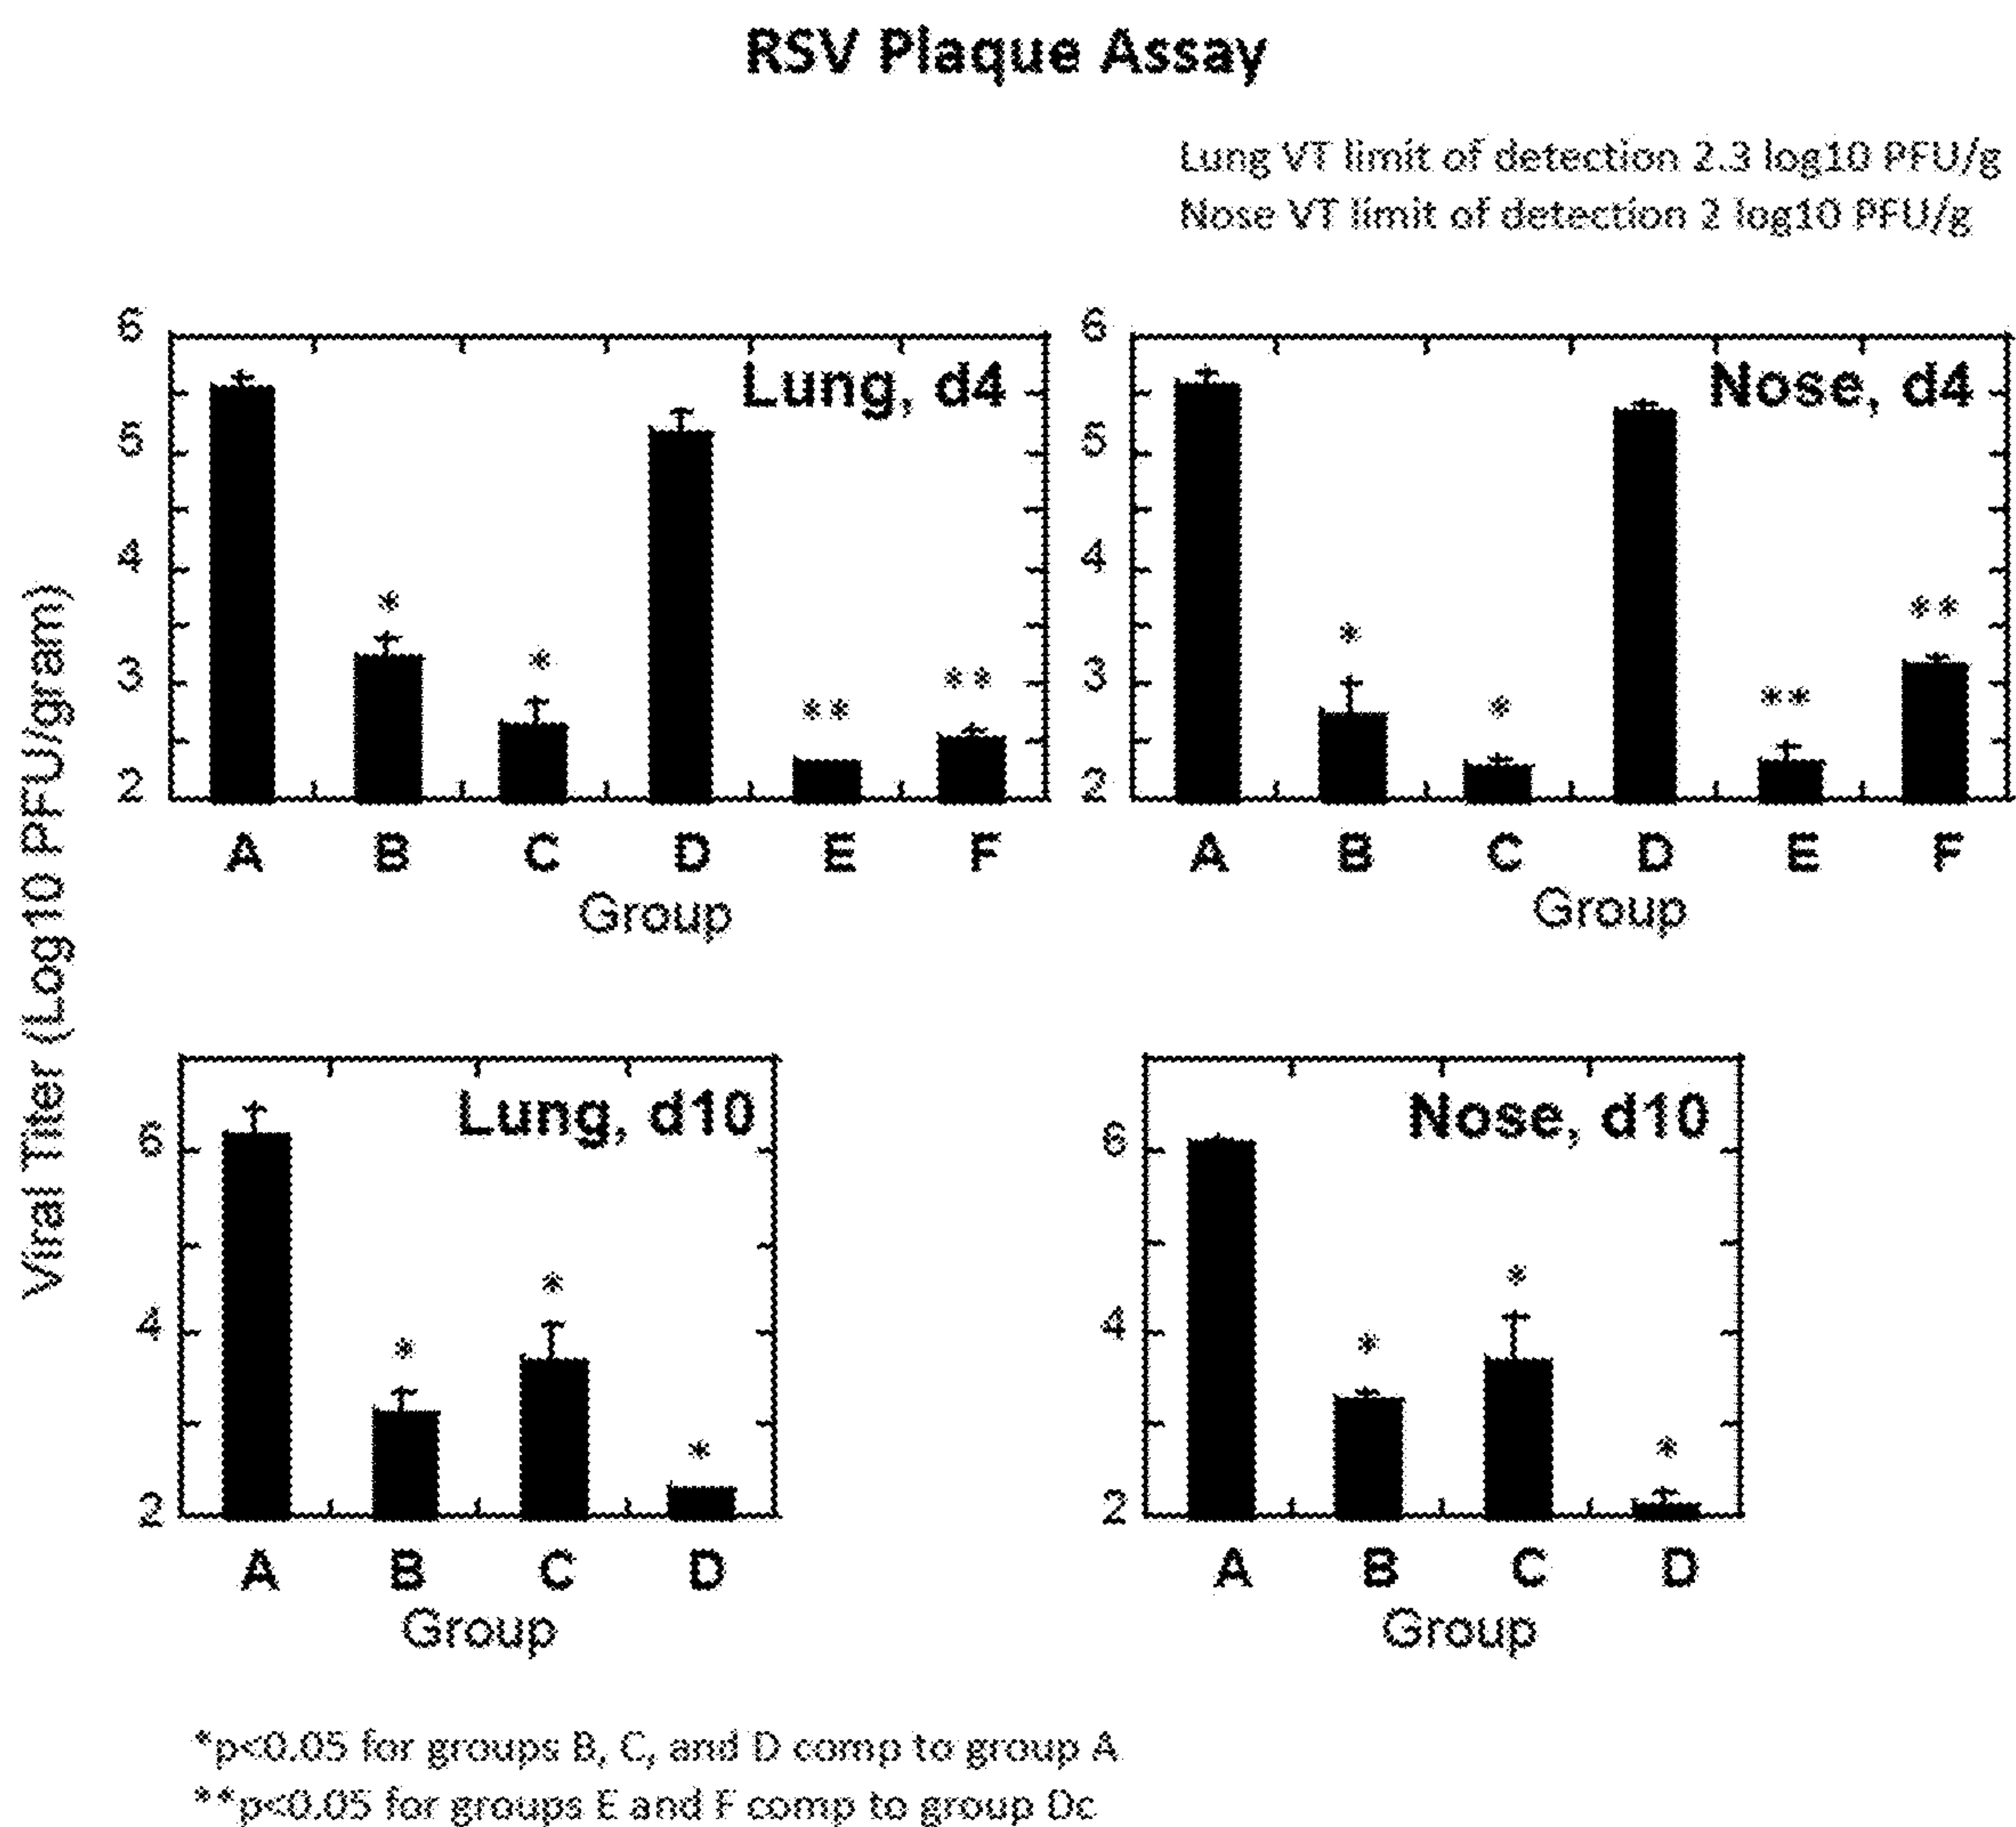 RSV Plaque Assay
Lung VT limit of detection 2.3 log10 PFU/g
Nose VT limit of detection 2 log10 PFU/g
Viral Titer (Log10 PFU/gram)
Lung, d4
6
5
4
3
2
* * ** **
A B C D E F
Group
Nose, d4
6
5
4
3
2
* * ** **
A B C D E F
Group
Lung, d10
6
4
2
* * *
A B C D
Group
Nose, d10
6
4
2
* * *
A B C D
Group
*p<0.05 for groups B, C, and D comp to group A
**p<0.05 for groups E and F comp to group Dc